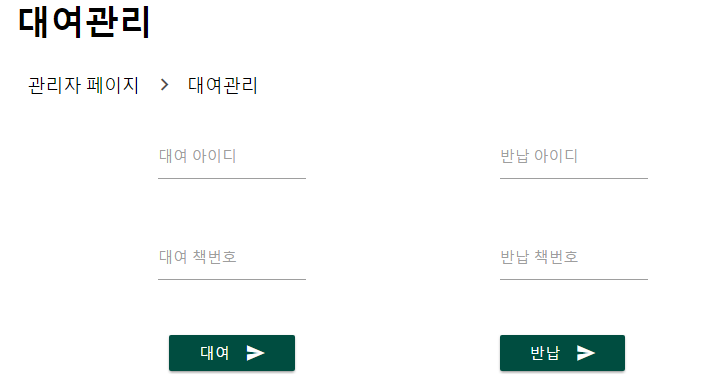 대여관리
관리자 페이지 > 대여관리
대여 아이디 반납 아이디
대여 책번호 반납 책번호
대여 반납